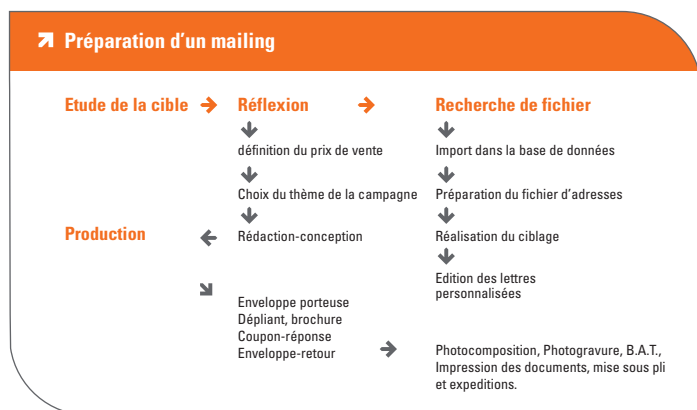 Préparation d'un mailing
Etude de la cible
Réflexion
Recherche de fichier
définition du prix de vente
Import dans la base de données
Choix du thème de la campagne
Préparation du fichier d'adresses
Production
Rédaction-conception
Réalisation du ciblage
Edition des lettres
personnalisées
Enveloppe porteuse
Dépliant, brochure
Coupon-réponse
Enveloppe-retour
Photocomposition, Photogravure, B.A.T.,
Impression des documents, mise sous pli
et expeditions.